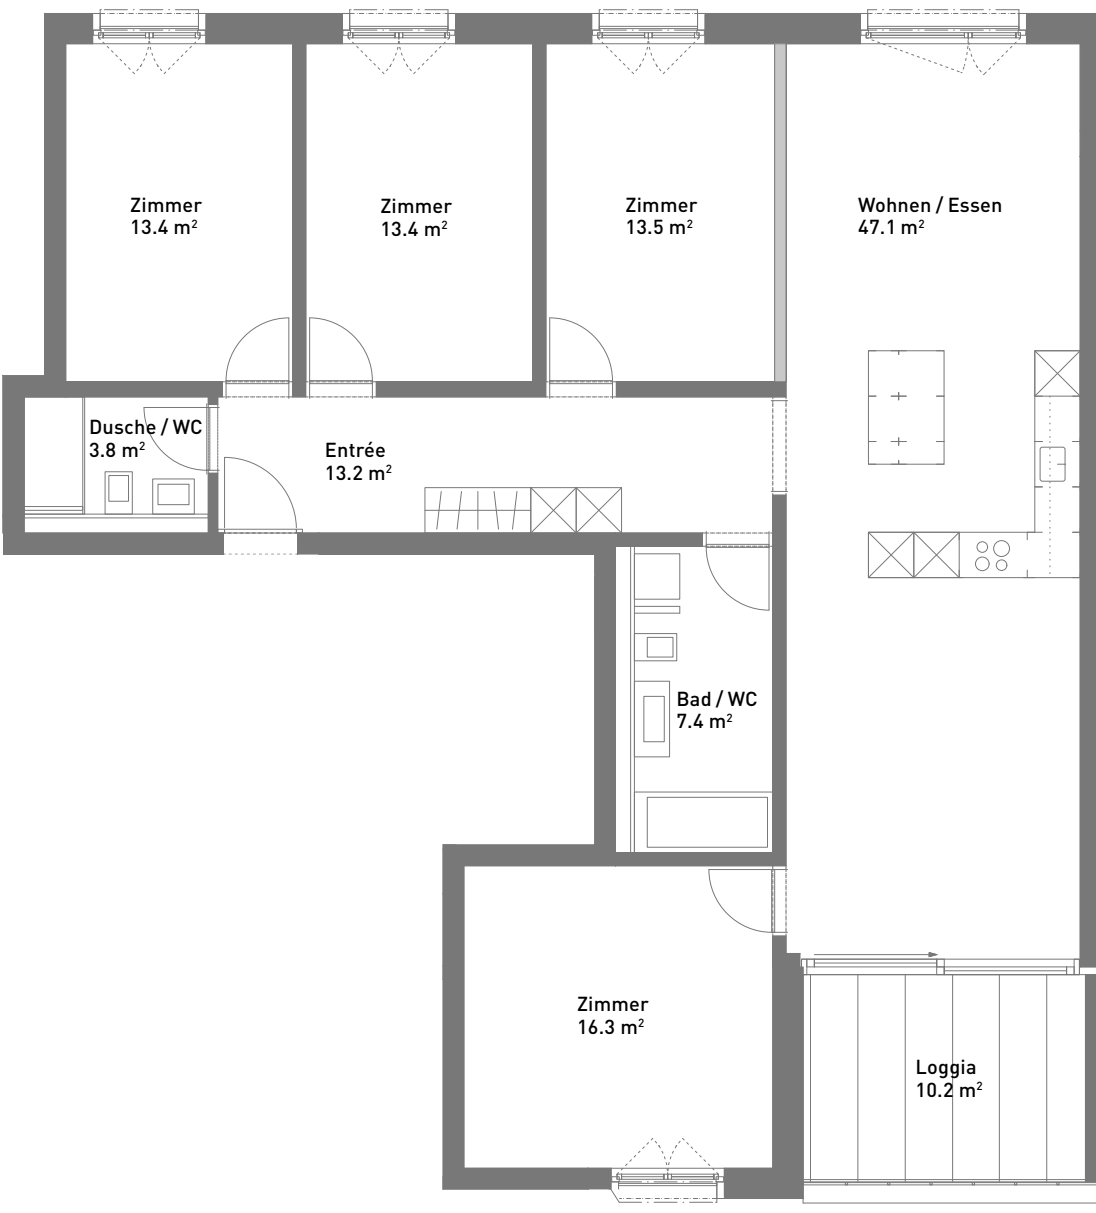 Zimmer
13.4 m²
Zimmer
13.4 m²
Zimmer
13.5 m²
Wohnen / Essen
47.1 m²
Dusche / WC
3.8 m²
Entrée
13.2 m²
Bad / WC
7.4 m²
Zimmer
16.3 m²
Loggia
10.2 m²